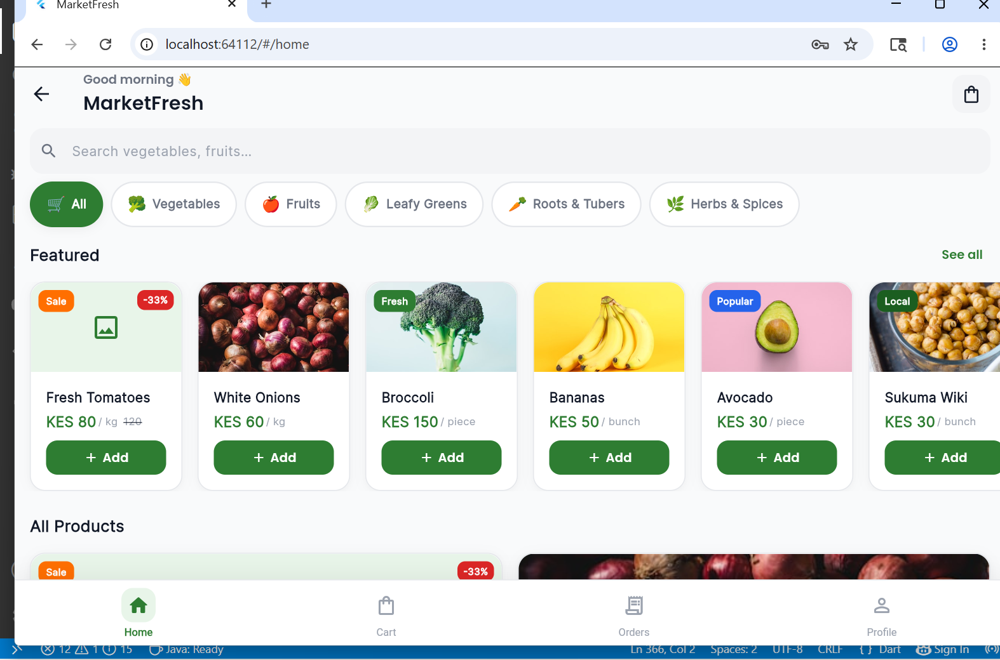 MarketFresh
localhost:64112/#/home
Good morning 👋
MarketFresh
Search vegetables, fruits...
All
Vegetables
Fruits
Leafy Greens
Roots & Tubers
Herbs & Spices
Featured
See all
Sale
-33%
Fresh
Popular
Local
Fresh Tomatoes
White Onions
Broccoli
Bananas
Avocado
Sukuma Wiki
KES 80 / kg 120
KES 60 / kg
KES 150 / piece
KES 50 / bunch
KES 30 / piece
KES 30 / bunch
+ Add
+ Add
+ Add
+ Add
+ Add
+ Add
All Products
Sale
-33%
Home
Cart
Orders
Profile
12 1 15 Java: Ready Ln 366, Col 2 Spaces: 2 UTF-8 CRLF { } Dart Sign In